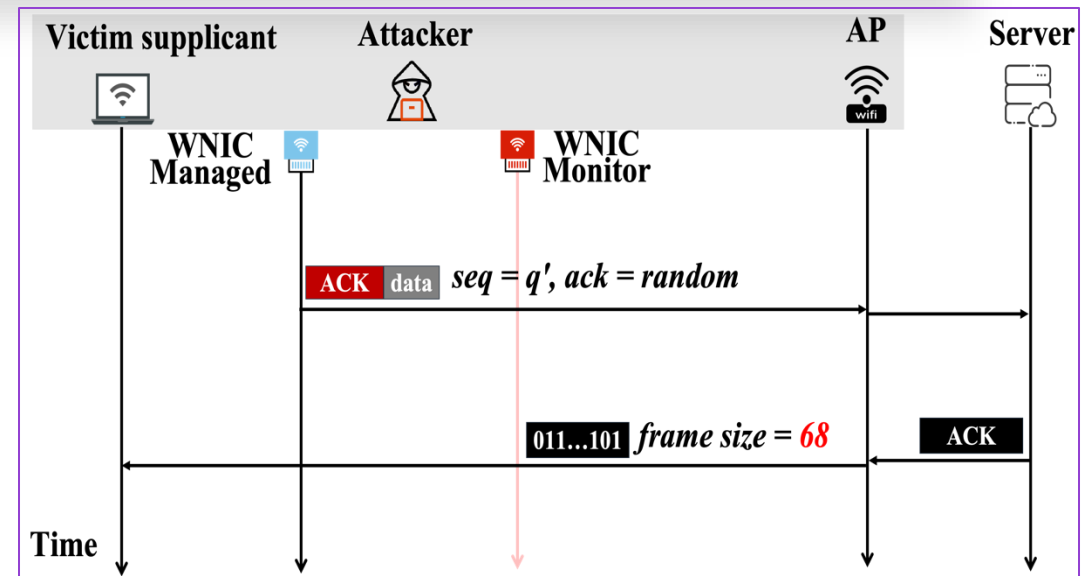 Victim supplicant
Attacker
AP
Server
wifi
WNIC
Managed
WNIC
Monitor
ACK data seq = q', ack = random
011...101 frame size = 68
ACK
Time